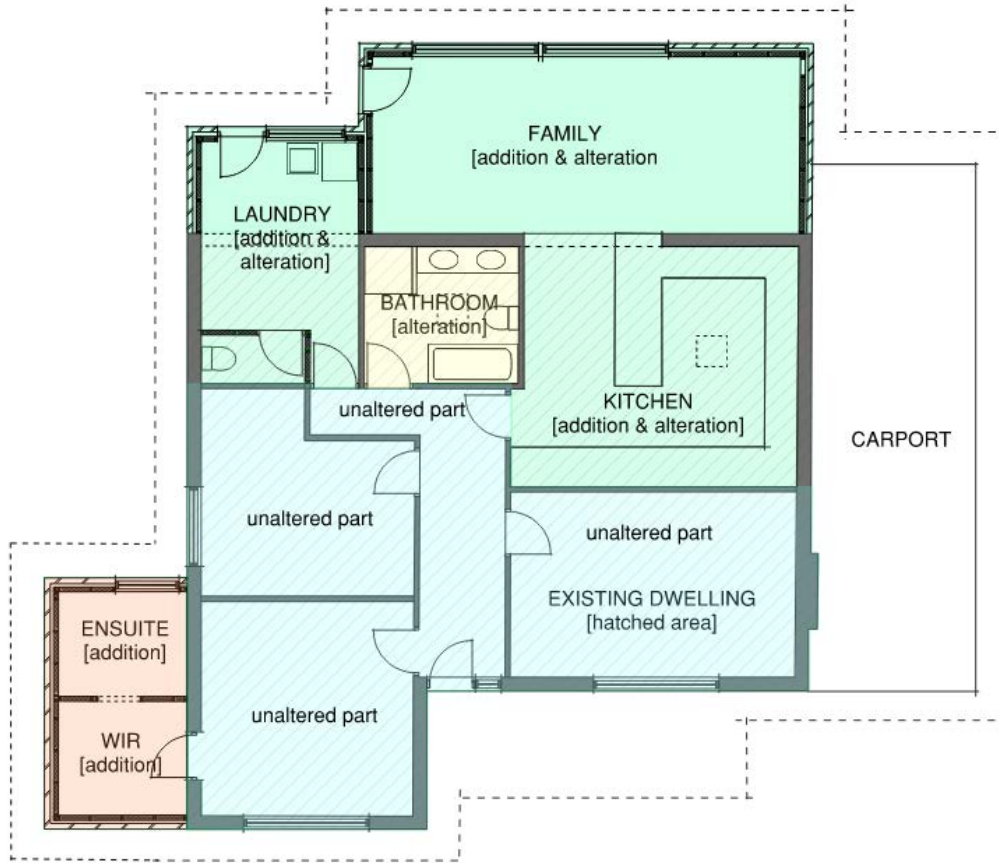 FAMILY
[addition & alteration
LAUNDRY
[addition &
alteration]
BATHROOM
[alteration]
unaltered part
KITCHEN
[addition & alteration]
CARPORT
unaltered part
unaltered part
EXISTING DWELLING
[hatched area]
ENSUITE
[addition]
unaltered part
WIR
[addition]